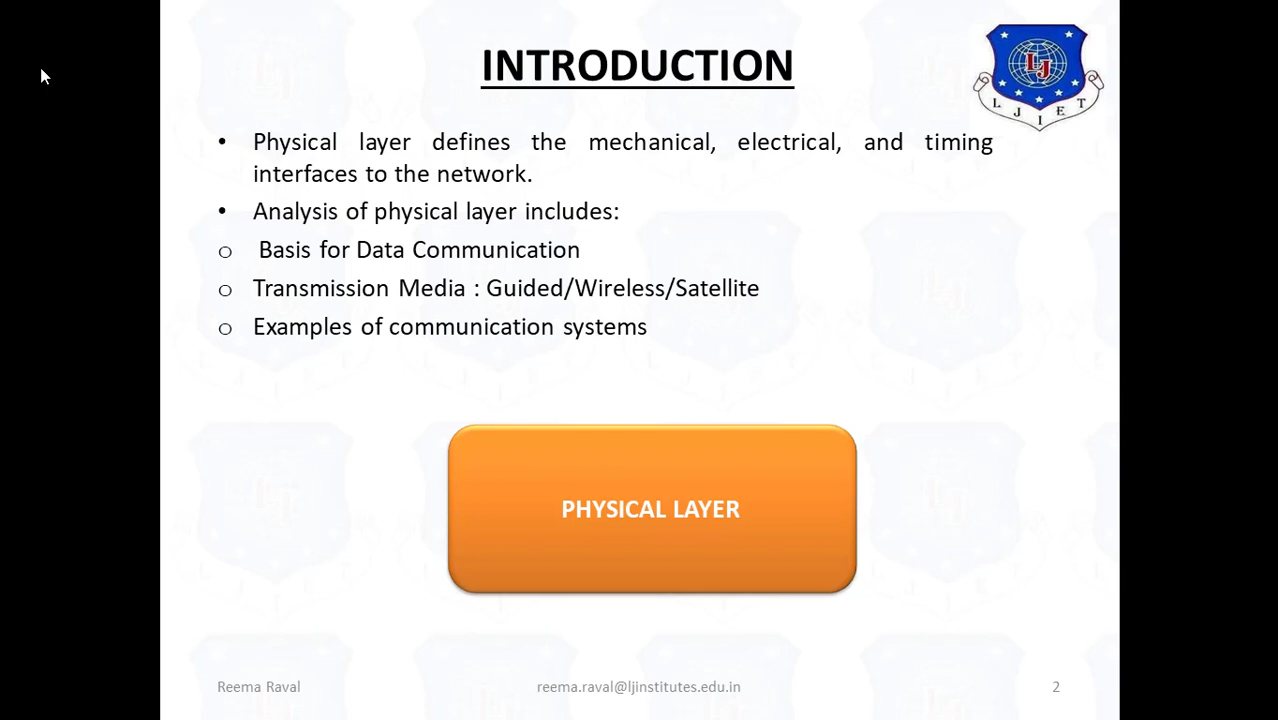 INTRODUCTION
LJ
L J I E T
• Physical layer defines the mechanical, electrical, and timing
interfaces to the network.
• Analysis of physical layer includes:
o Basis for Data Communication
o Transmission Media : Guided/Wireless/Satellite
o Examples of communication systems
PHYSICAL LAYER
Reema Raval
reema.raval@ljinstitutes.edu.in
2